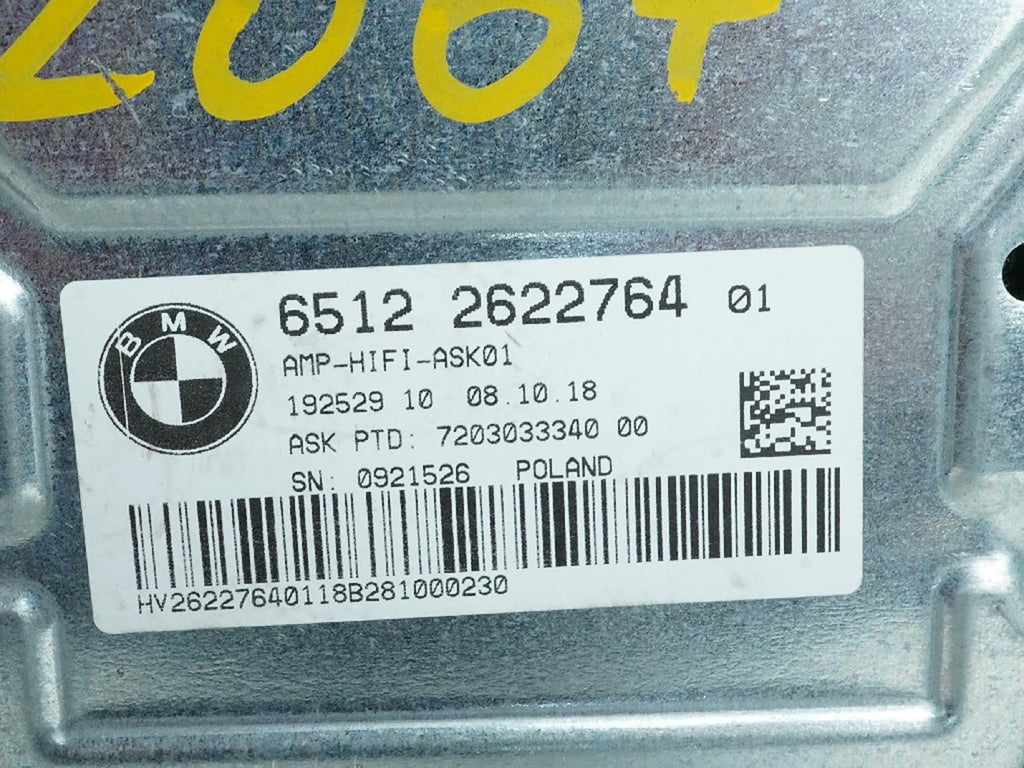 BMW
6512 2622764 01
AMP-HIFI-ASK01
192529 10 08.10.18
ASK PTD: 7203033340 00
SN: 0921526 POLAND
HV26227640118B281000230